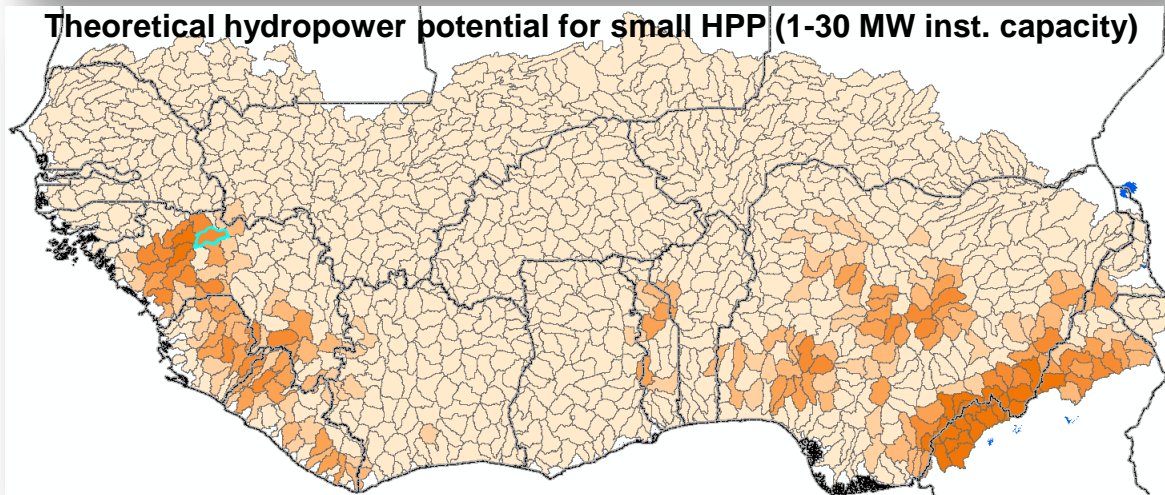 Theoretical hydropower potential for small HPP (1-30 MW inst. capacity)